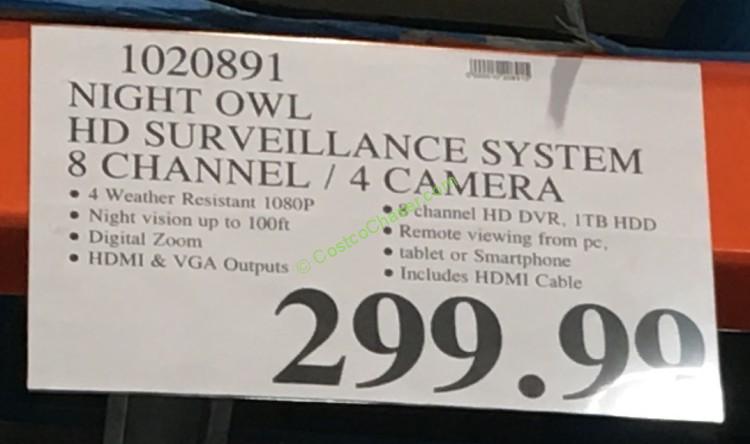 1020891
NIGHT OWL
HD SURVEILLANCE SYSTEM
8 CHANNEL / 4 CAMERA
• 4 Weather Resistant 1080P
• Night vision up to 100ft
• Digital Zoom
• HDMI & VGA Outputs
• 8 channel HD DVR, 1TB HDD
• Remote viewing from pc,
• tablet or Smartphone
• Includes HDMI Cable
© CostcoChaser.com
299.99